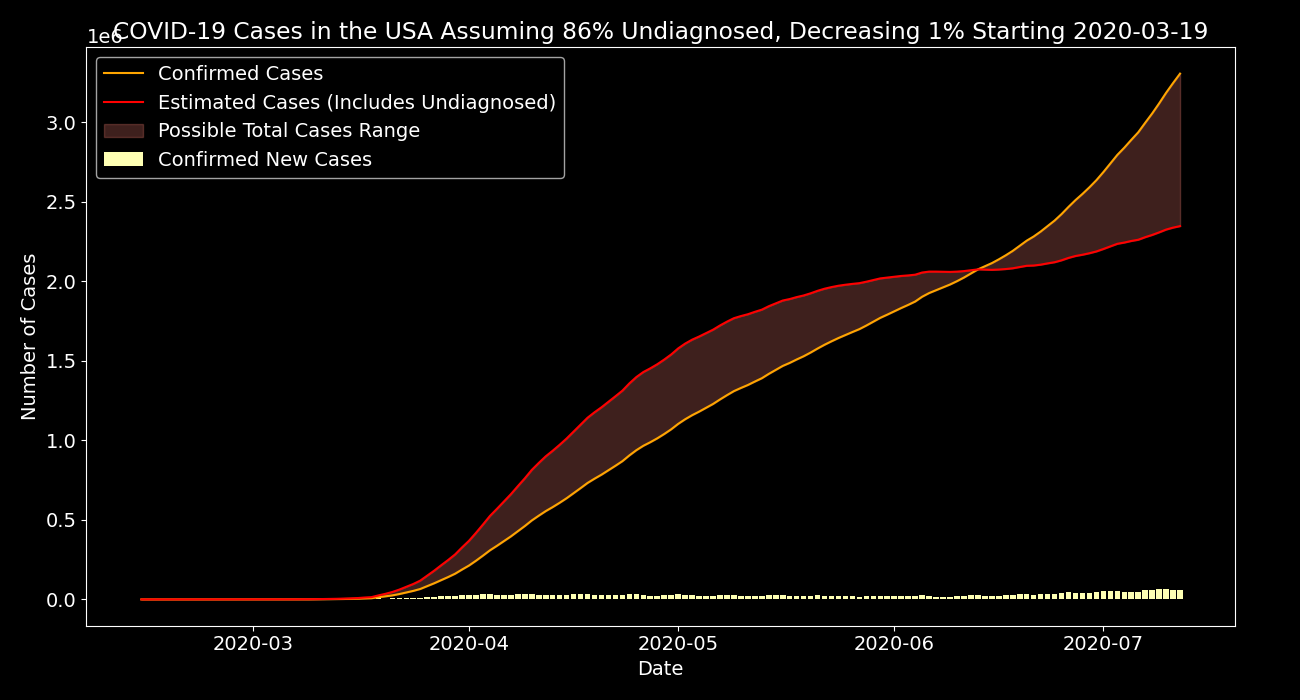 COVID-19 Cases in the USA Assuming 86% Undiagnosed, Decreasing 1% Starting 2020-03-19
1e6
Confirmed Cases
Estimated Cases (Includes Undiagnosed)
Possible Total Cases Range
Confirmed New Cases
3.0
2.5
2.0
1.5
1.0
0.5
0.0
Number of Cases
2020-03
2020-04
2020-05
2020-06
2020-07
Date